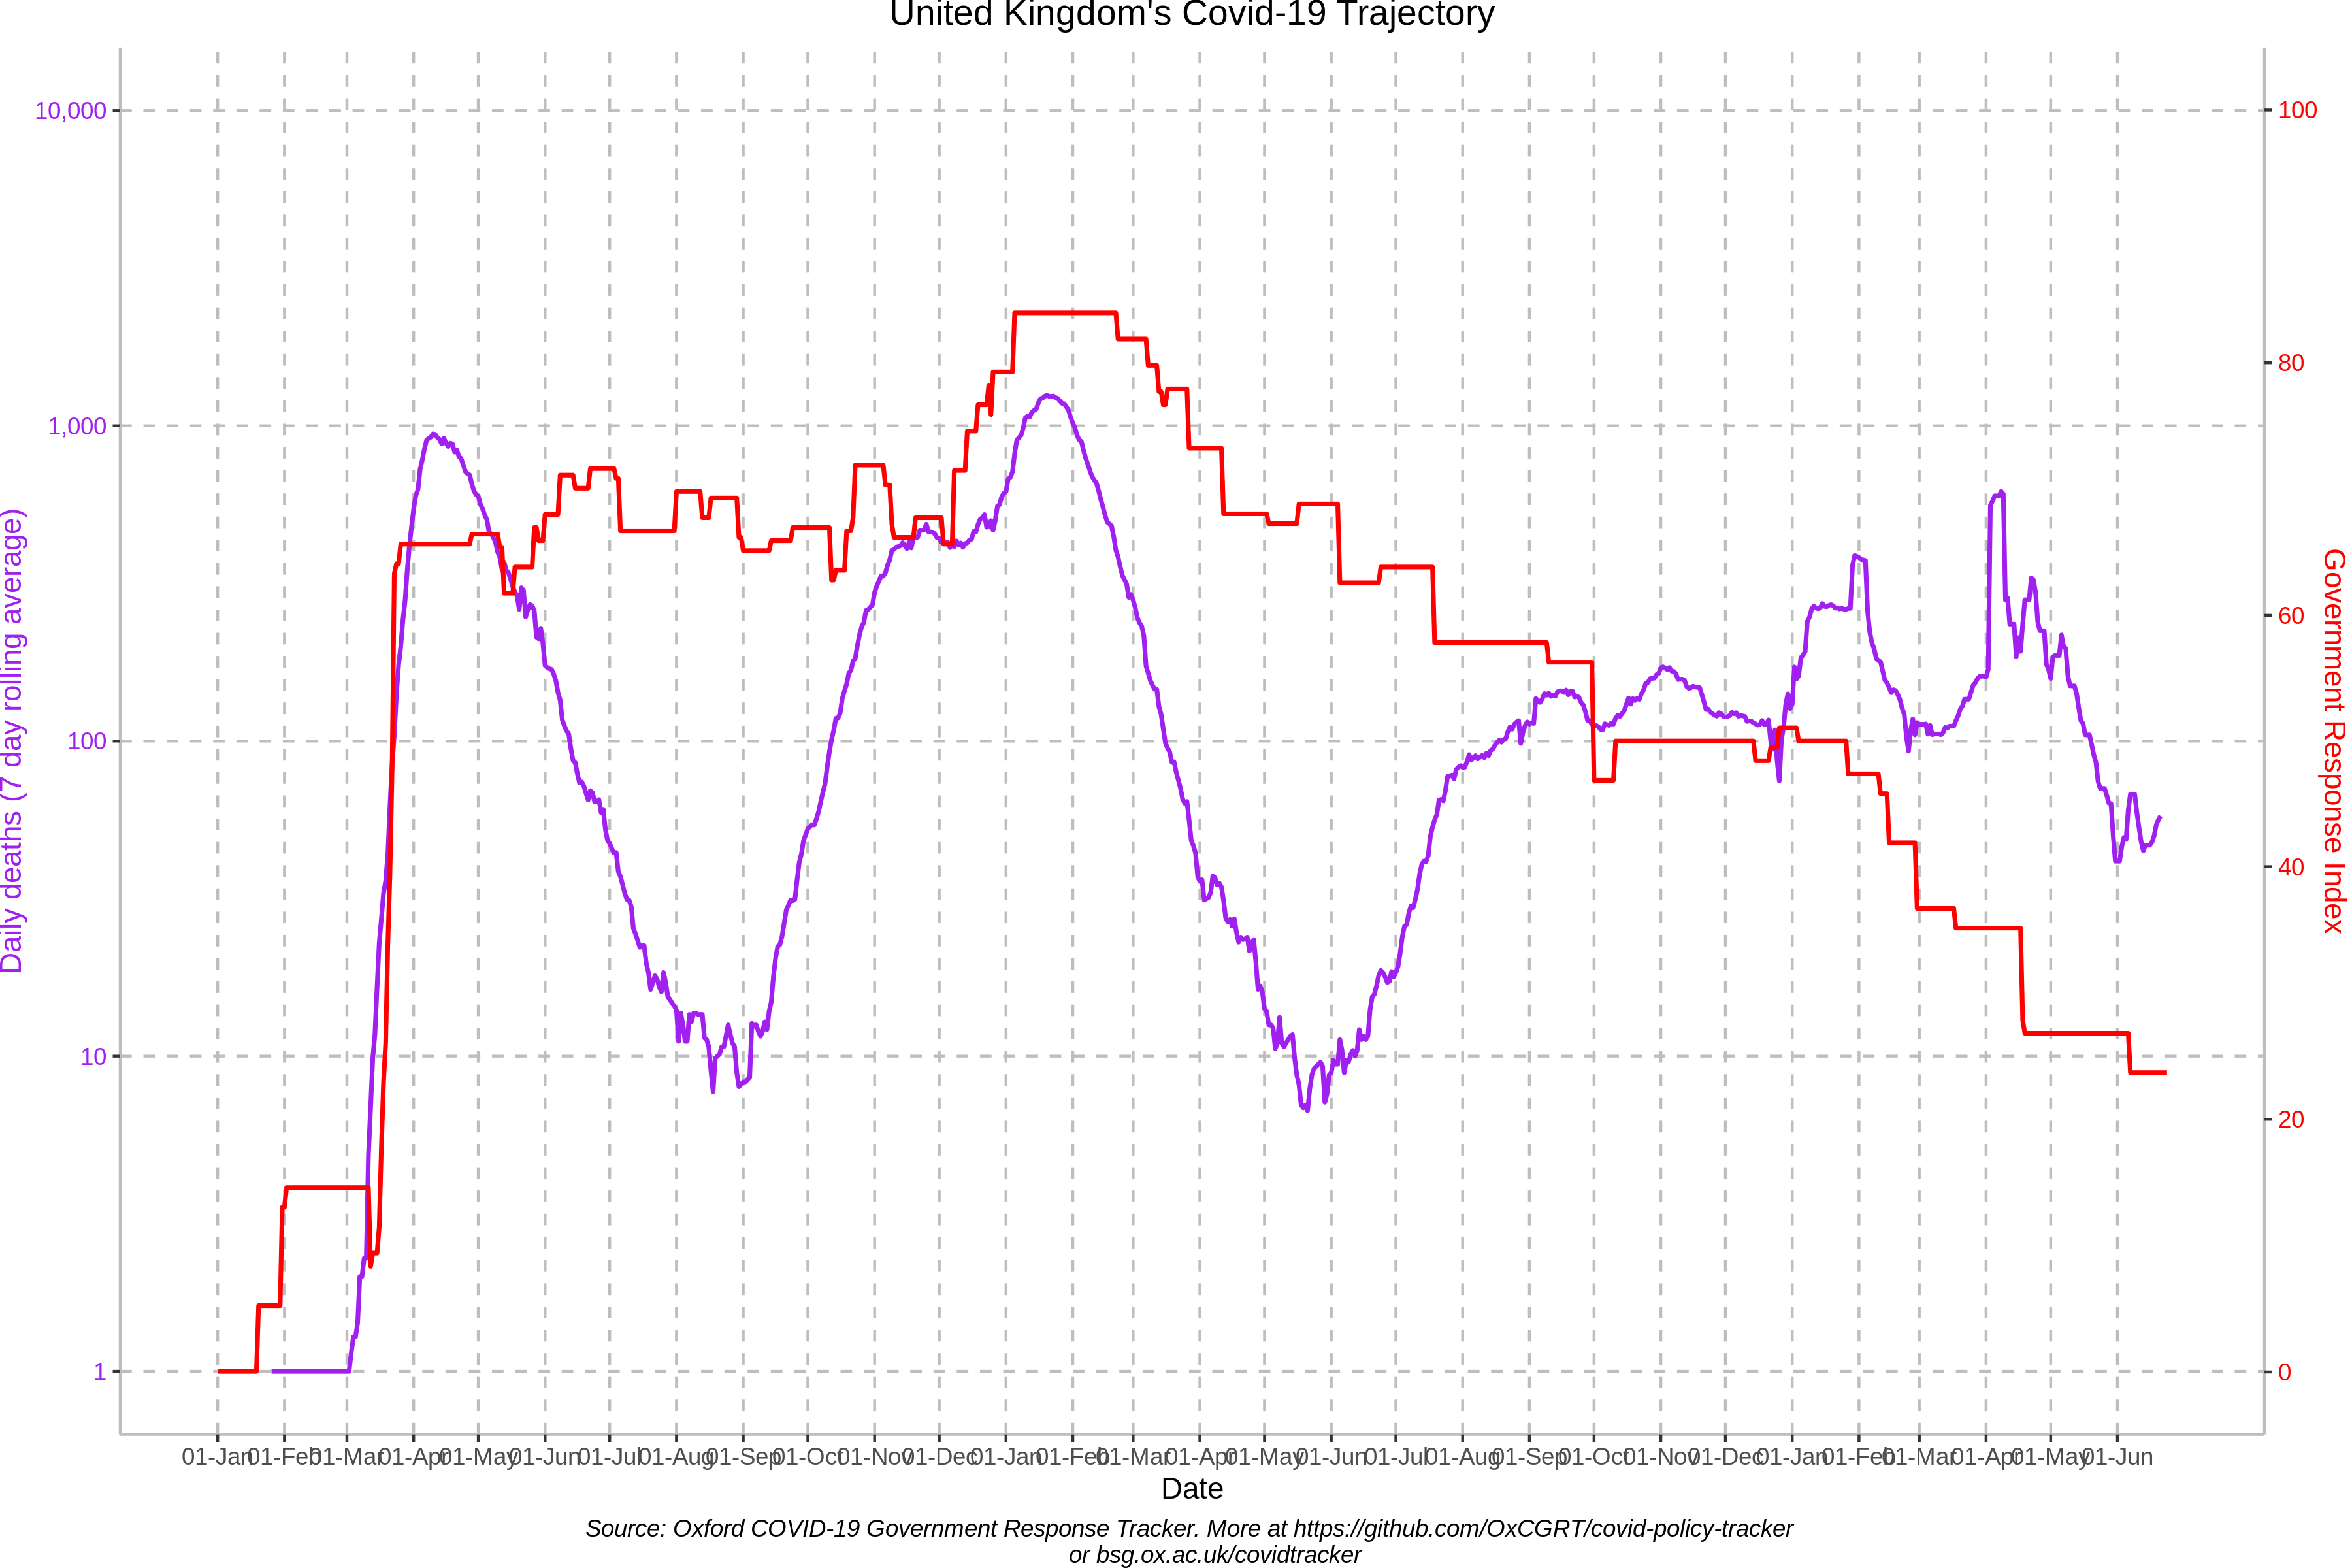 United Kingdom's Covid-19 Trajectory
10,000
1,000
100
10
1
Daily deaths (7 day rolling average)
100
80
60
40
20
0
Government Response Index
01-Jan 01-Feb 01-Mar 01-Apr 01-May 01-Jun 01-Jul 01-Aug 01-Sep 01-Oct 01-Nov 01-Dec 01-Jan 01-Feb 01-Mar 01-Apr 01-May 01-Jun 01-Jul 01-Aug 01-Sep 01-Oct 01-Nov 01-Dec 01-Jan 01-Feb 01-Mar 01-Apr 01-May 01-Jun
Date
Source: Oxford COVID-19 Government Response Tracker. More at https://github.com/OxCGRT/covid-policy-tracker
or bsg.ox.ac.uk/covidtracker